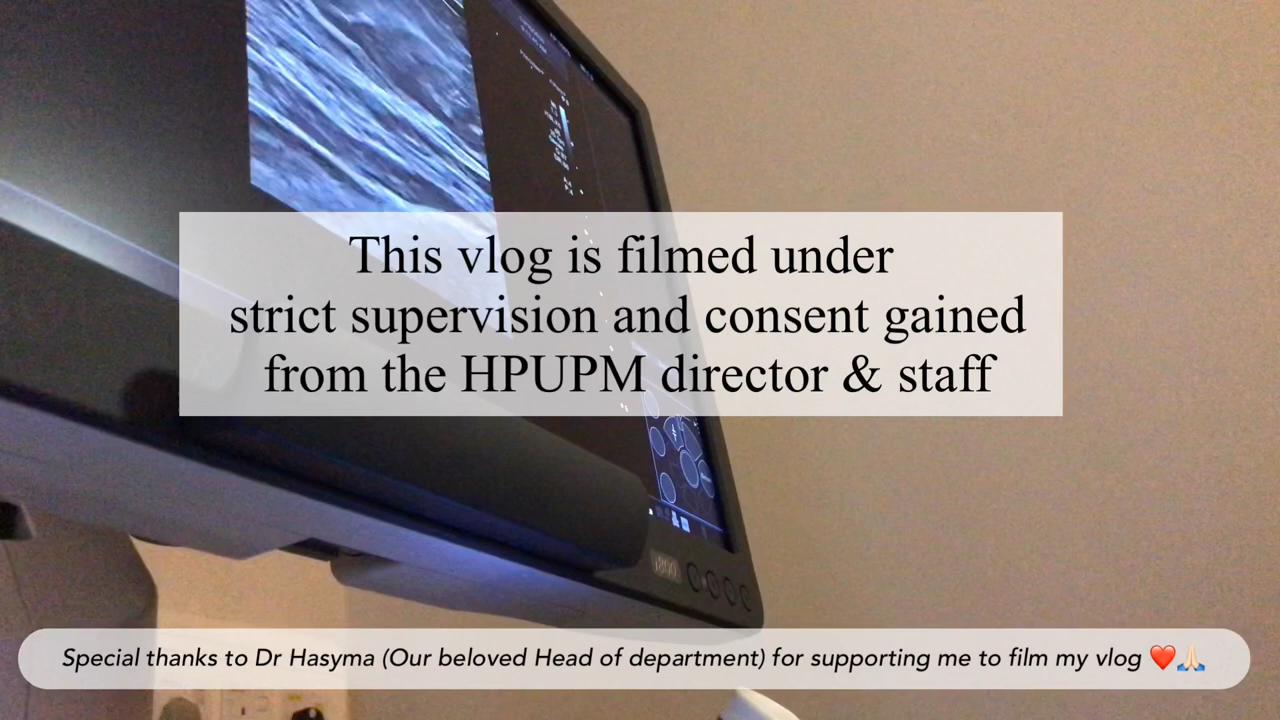 This vlog is filmed under
strict supervision and consent gained
from the HPUPM director & staff
Special thanks to Dr Hasyma (Our beloved Head of department) for supporting me to film my vlog ❤️🙏🏻